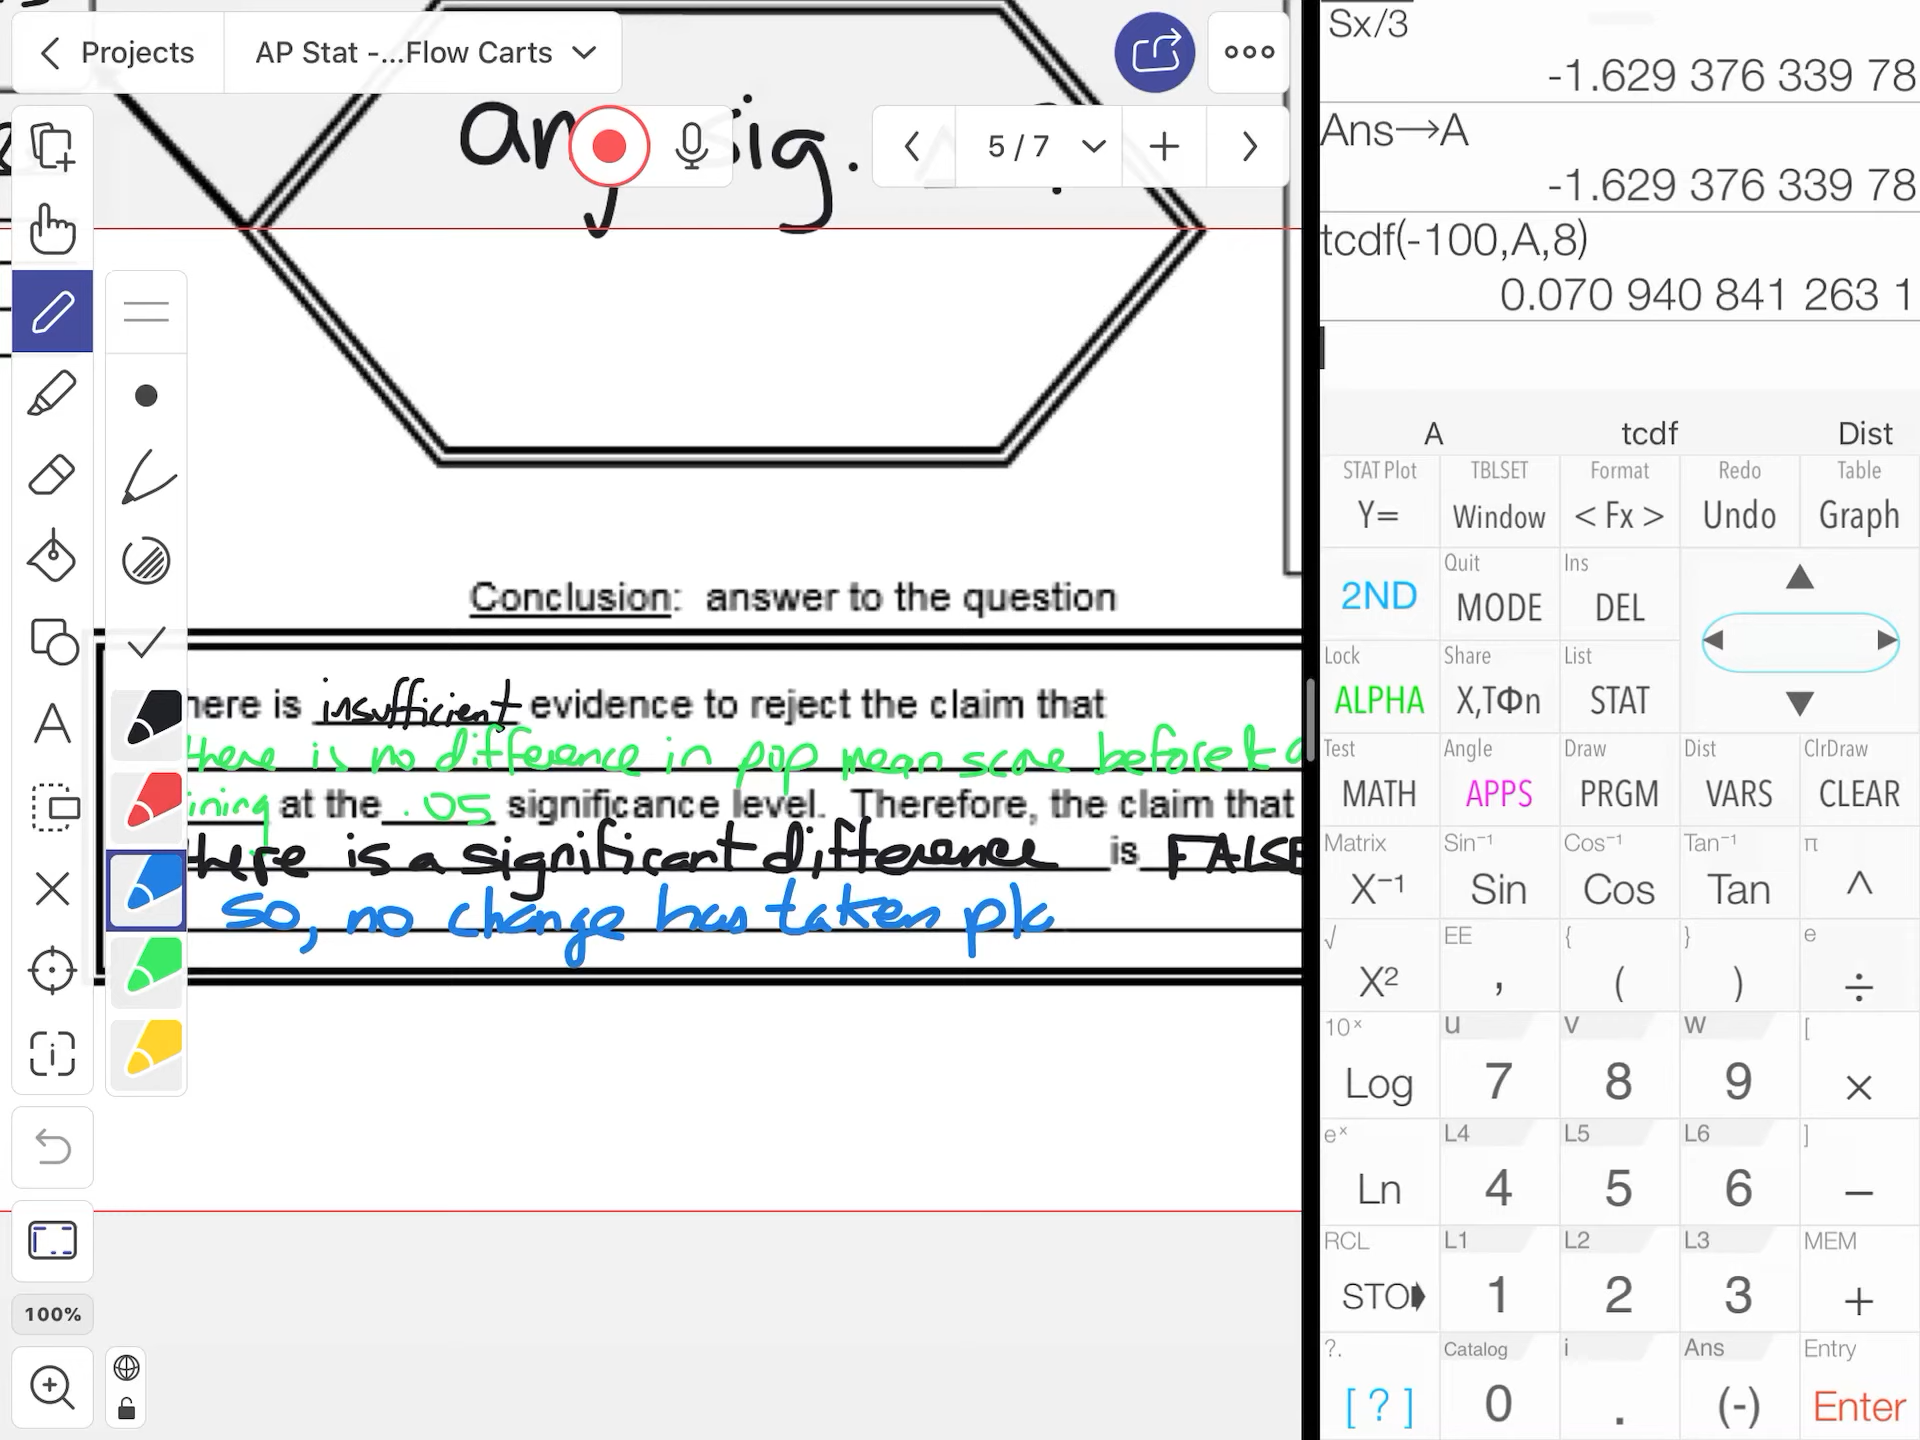 Projects
AP Stat -...Flow Carts
any sig.
5 / 7
Conclusion: answer to the question
here is insufficient evidence to reject the claim that
there is no difference in pop mean score before &
ining at the .05 significance level. Therefore, the claim that
there is a significant difference is FALSE
so, no change has taken pla
100%
Sx/3
-1.629 376 339 78
Ans→A
-1.629 376 339 78
tcdf(-100,A,8)
0.070 940 841 263 1
A tcdf Dist
STAT Plot TBLSET Format Redo Table
Y= Window < Fx > Undo Graph
Quit Ins
2ND MODE DEL
Lock Share List
ALPHA X,TΦn STAT
Test Angle Draw Dist ClrDraw
MATH APPS PRGM VARS CLEAR
Matrix Sin⁻¹ Cos⁻¹ Tan⁻¹ π
X⁻¹ Sin Cos Tan ^
√ EE { } e
X² , ( ) ÷
10ˣ u v w [
Log 7 8 9 ×
eˣ L4 L5 L6 ]
Ln 4 5 6 −
RCL L1 L2 L3 MEM
STO 1 2 3 +
?. Catalog i Ans Entry
[ ? ] 0 . (-) Enter